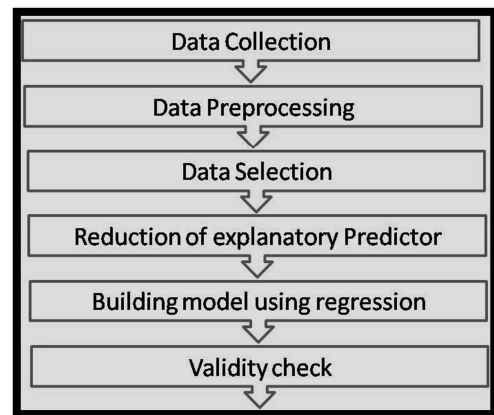 Data Collection
Data Preprocessing
Data Selection
Reduction of explanatory Predictor
Building model using regression
Validity check